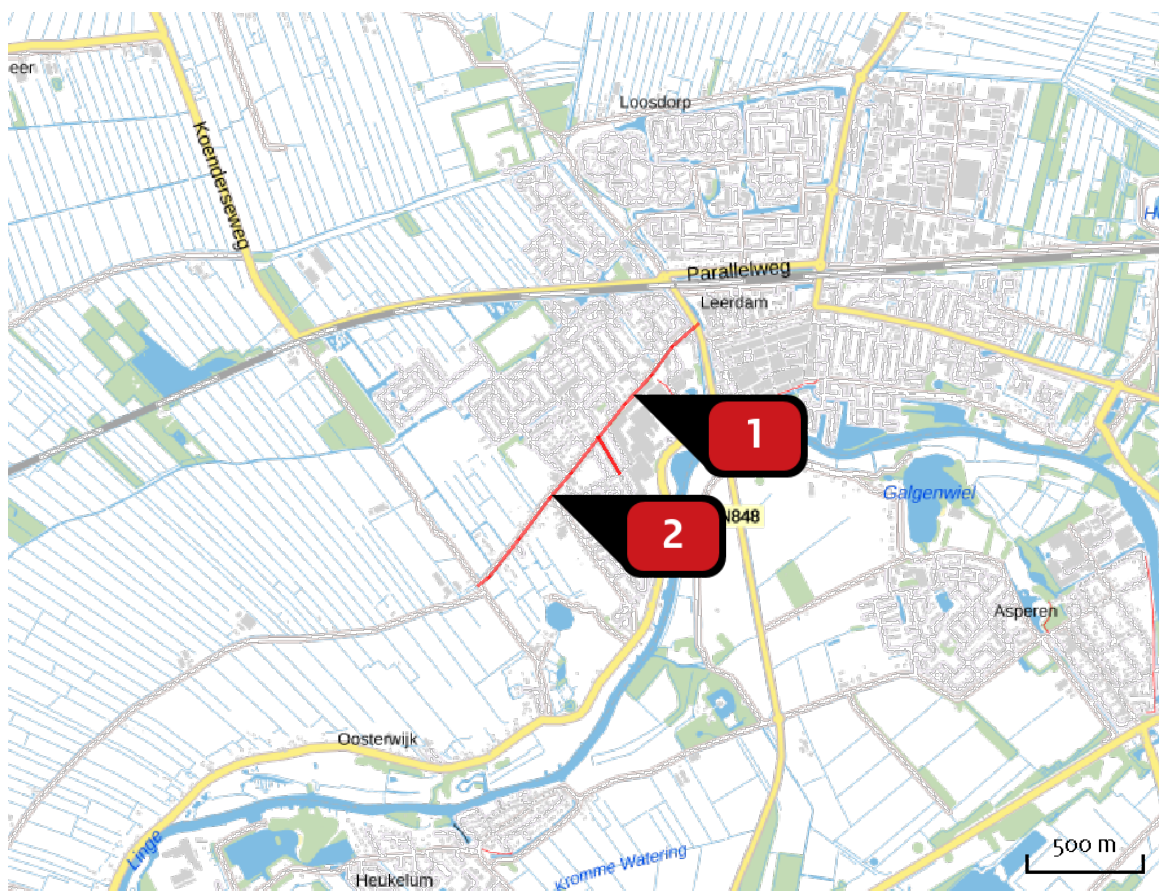 Loosdorp
eer
Koenderseweg
Parallelweg
Leerdam
1
Galgenwiel
N848
2
Asperen
Oosterwijk
Linge
Kromme Watering
Heukelum
500 m